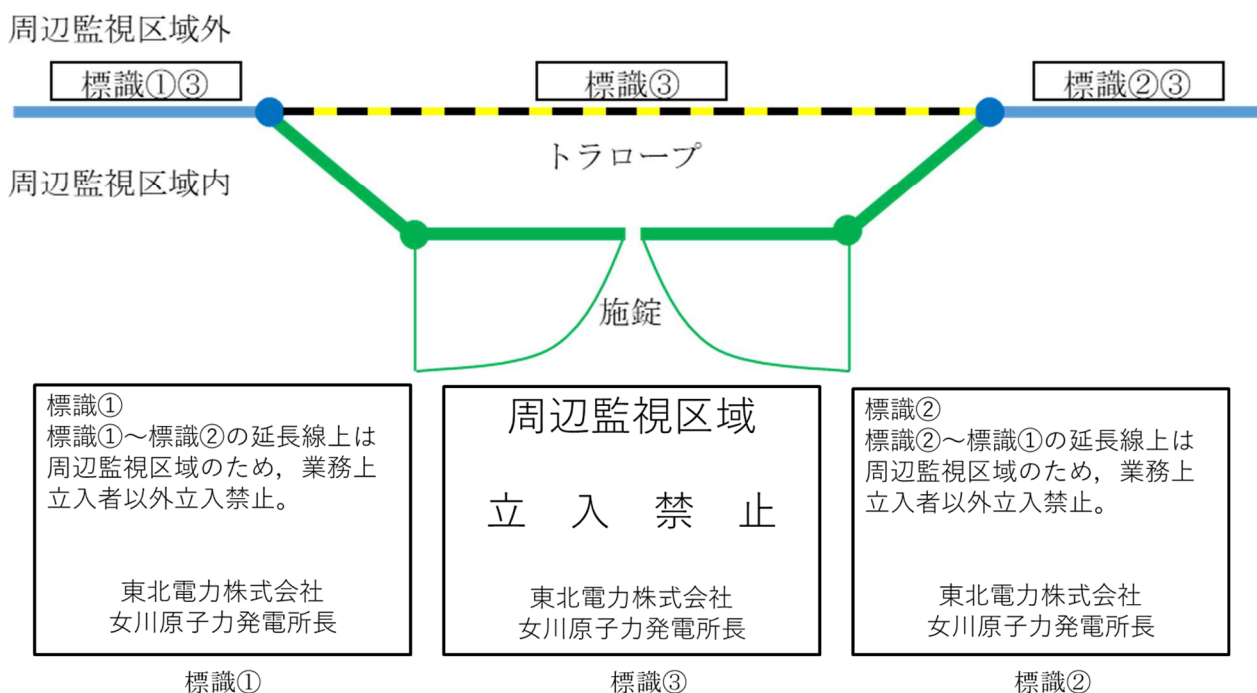 周辺監視区域外
標識①③
標識③
標識②③
トラロープ
周辺監視区域内
施錠
標識①
標識①～標識②の延長線上は
周辺監視区域のため，業務上
立入者以外立入禁止。
東北電力株式会社
女川原子力発電所長
周辺監視区域
立　入　禁　止
東北電力株式会社
女川原子力発電所長
標識②
標識②～標識①の延長線上は
周辺監視区域のため，業務上
立入者以外立入禁止。
東北電力株式会社
女川原子力発電所長
標識①
標識③
標識②